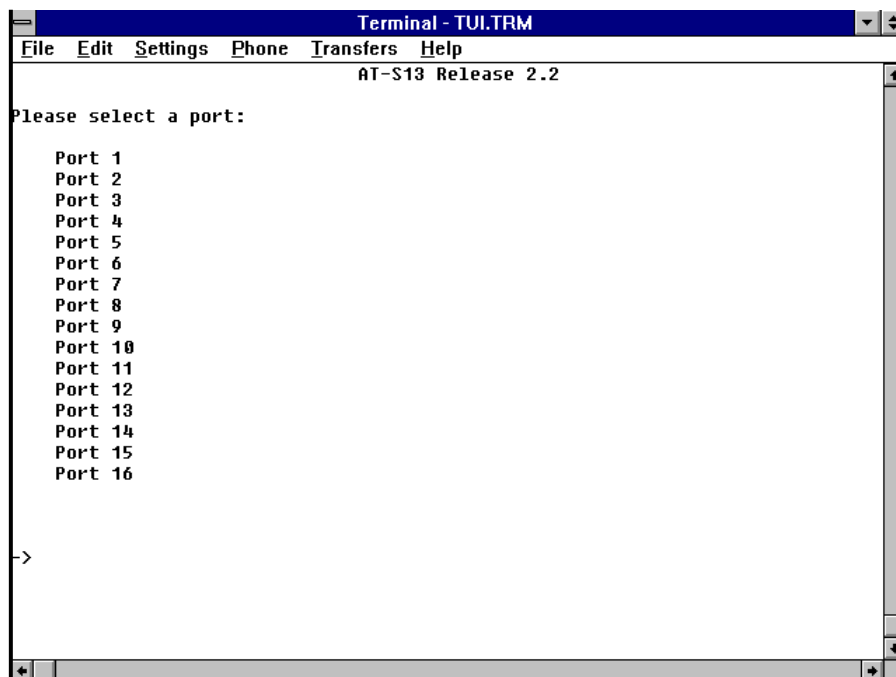 Terminal - TUI.TRM
File Edit Settings Phone Transfers Help
AT-S13 Release 2.2
Please select a port:
Port 1
Port 2
Port 3
Port 4
Port 5
Port 6
Port 7
Port 8
Port 9
Port 10
Port 11
Port 12
Port 13
Port 14
Port 15
Port 16
->